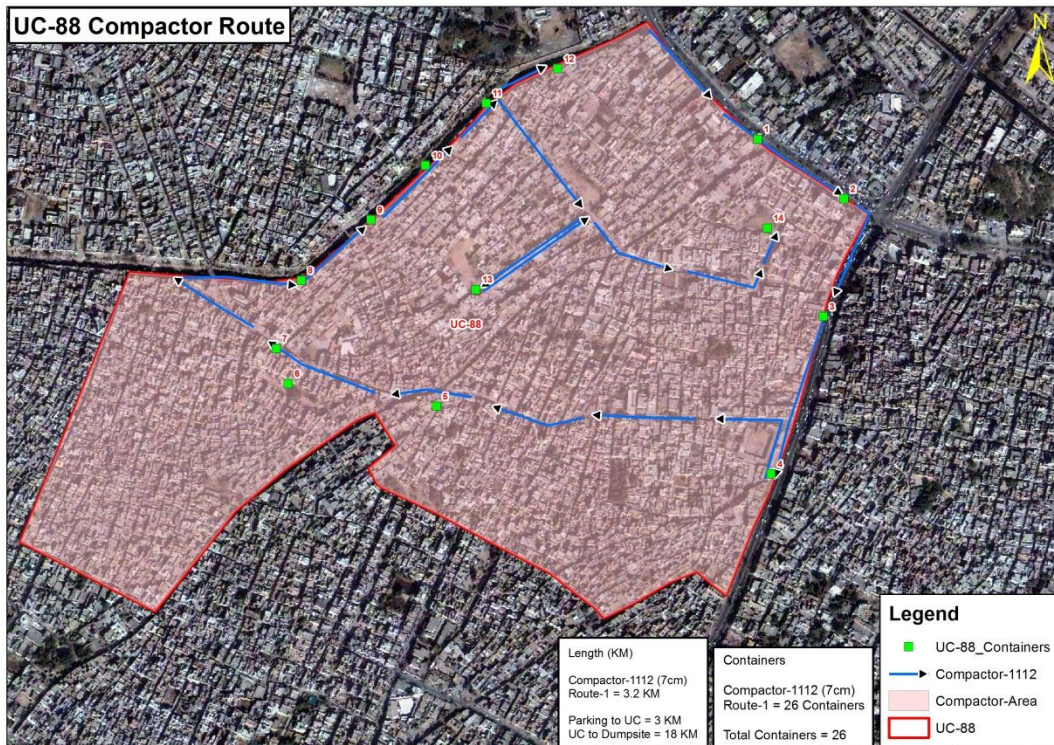 UC-88 Compactor Route
N
12
11
1
10
2
9
14
8
13
3
UC-88
7
6
5
4
Length (KM)
Compactor-1112 (7cm)
Route-1 = 3.2 KM
Parking to UC = 3 KM
UC to Dumpsite = 18 KM
Containers
Compactor-1112 (7cm)
Route-1 = 26 Containers
Total Containers = 26
Legend
UC-88_Containers
Compactor-1112
Compactor-Area
UC-88